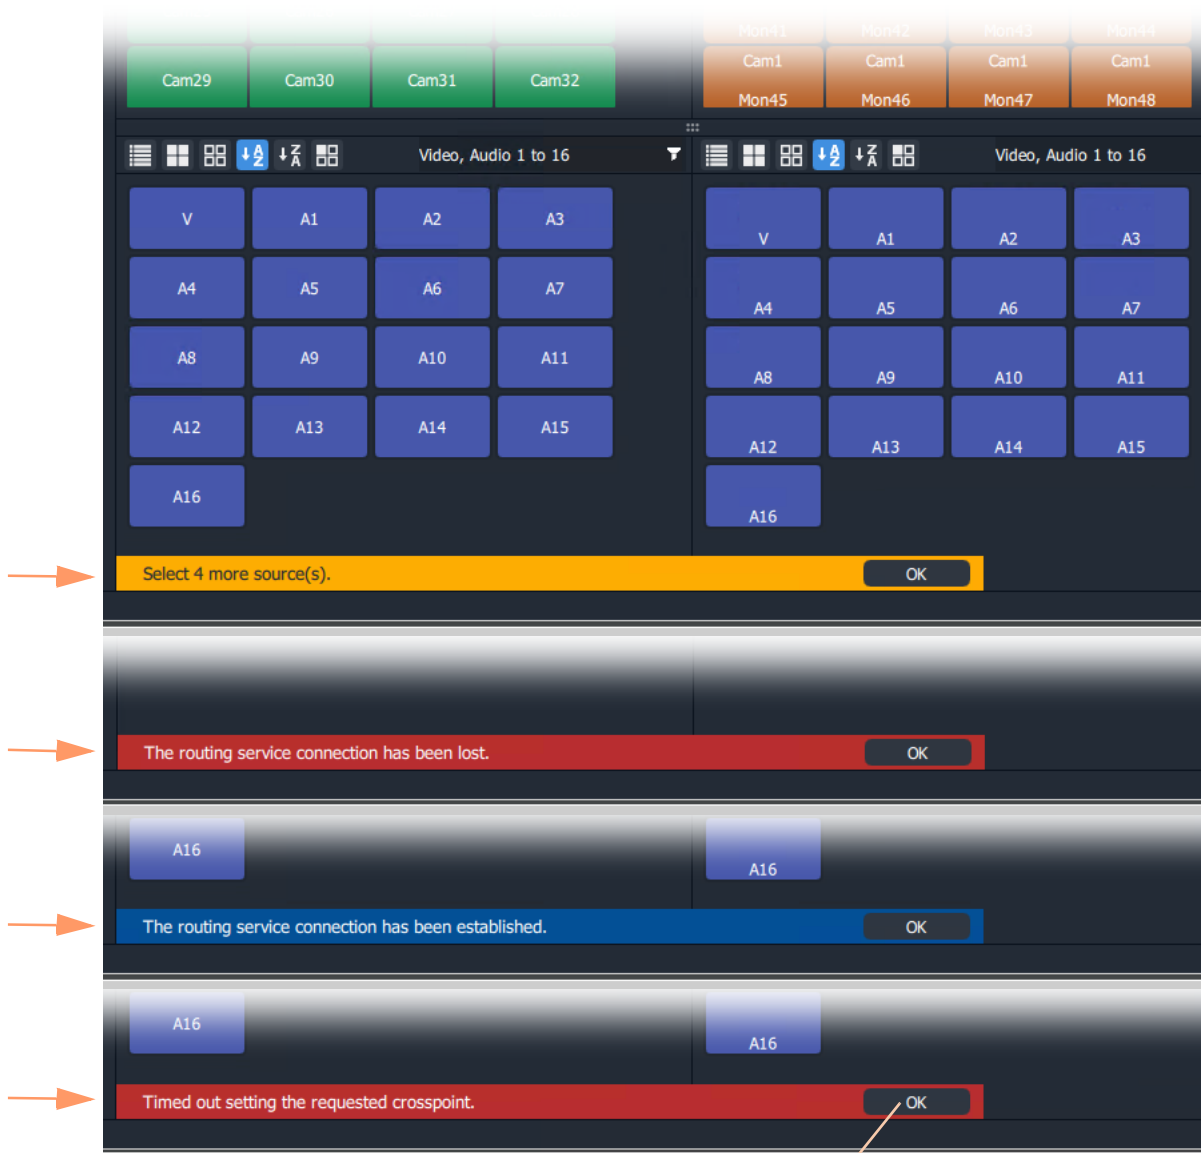 Mon41 Mon42 Mon43 Mon44
Cam29 Cam30 Cam31 Cam32
Cam1 Cam1 Cam1 Cam1
Mon45 Mon46 Mon47 Mon48
Video, Audio 1 to 16
V A1 A2 A3
A4 A5 A6 A7
A8 A9 A10 A11
A12 A13 A14 A15
A16
Video, Audio 1 to 16
V A1 A2 A3
A4 A5 A6 A7
A8 A9 A10 A11
A12 A13 A14 A15
A16
Select 4 more source(s). OK
The routing service connection has been lost. OK
A16 A16
The routing service connection has been established. OK
A16 A16
Timed out setting the requested crosspoint. OK